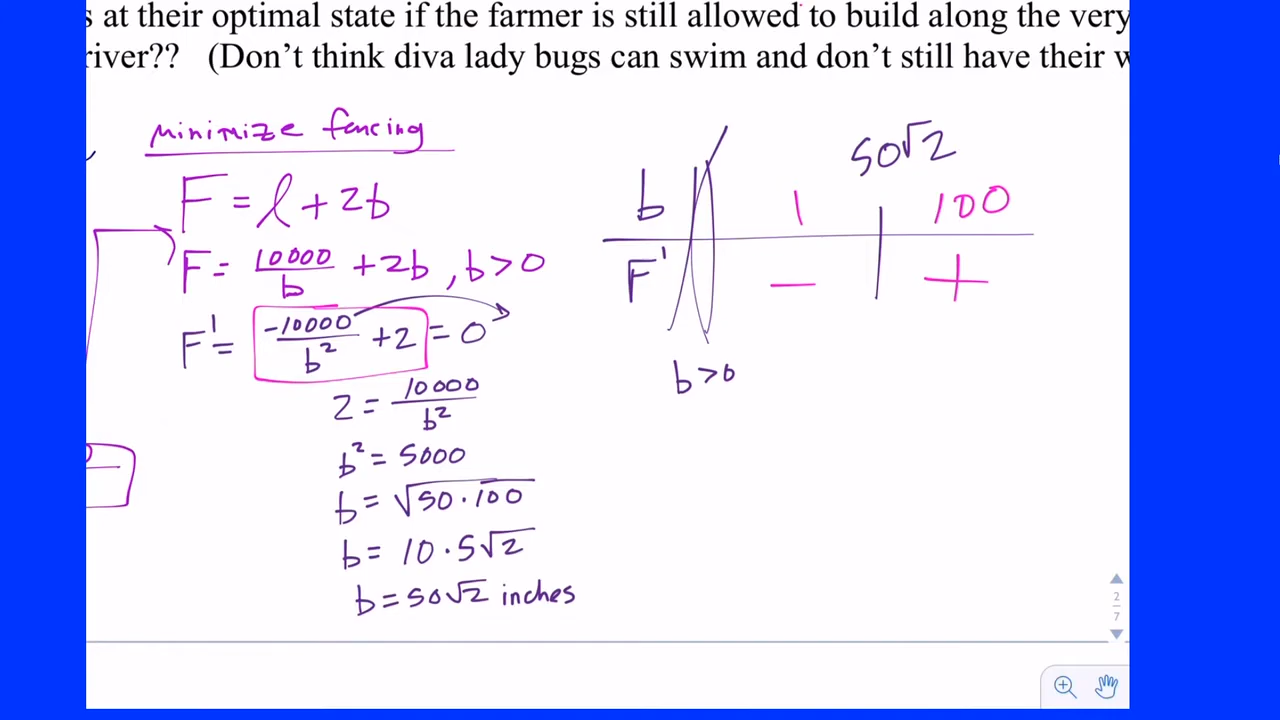 s at their optimal state if the farmer is still allowed to build along the very
river?? (Don't think diva lady bugs can swim and don't still have their w
minimize fencing
F = l + 2b
F = 10000/b + 2b , b > 0
F' = -10000/b² + 2 = 0
2 = 10000/b²
b² = 5000
b = √50·100
b = 10·5√2
b = 50√2 inches
50√2
b 1 100
F' − +
b > 0
2
7